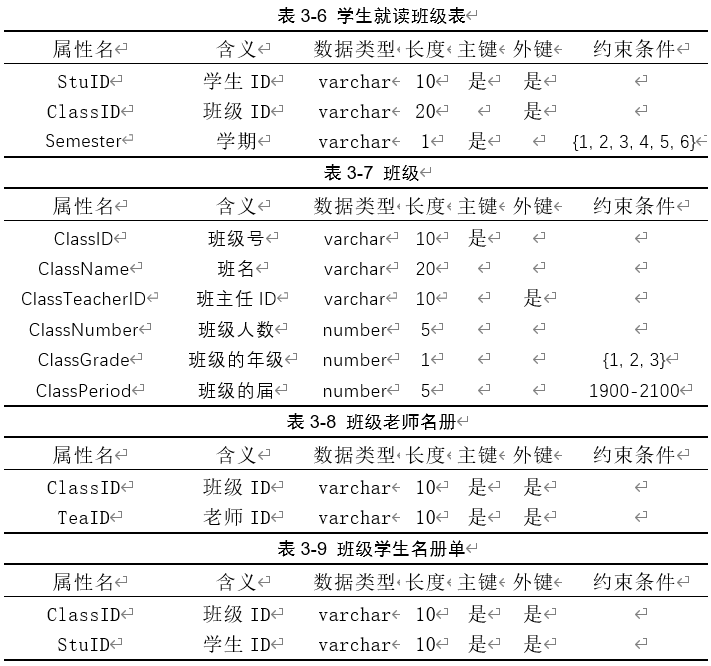 表 3-6 学生就读班级表
属性名 含义 数据类型 长度 主键 外键 约束条件
StuID 学生 ID varchar 10 是 是
ClassID 班级 ID varchar 20 是
Semester 学期 varchar 1 是 {1, 2, 3, 4, 5, 6}
表 3-7 班级
属性名 含义 数据类型 长度 主键 外键 约束条件
ClassID 班级号 varchar 10 是
ClassName 班名 varchar 20
ClassTeacherID 班主任 ID varchar 10 是
ClassNumber 班级人数 number 5
ClassGrade 班级的年级 number 1 {1, 2, 3}
ClassPeriod 班级的届 number 5 1900-2100
表 3-8 班级老师名册
属性名 含义 数据类型 长度 主键 外键 约束条件
ClassID 班级 ID varchar 10 是 是
TeaID 老师 ID varchar 10 是 是
表 3-9 班级学生名册单
属性名 含义 数据类型 长度 主键 外键 约束条件
ClassID 班级 ID varchar 10 是 是
StuID 学生 ID varchar 10 是 是